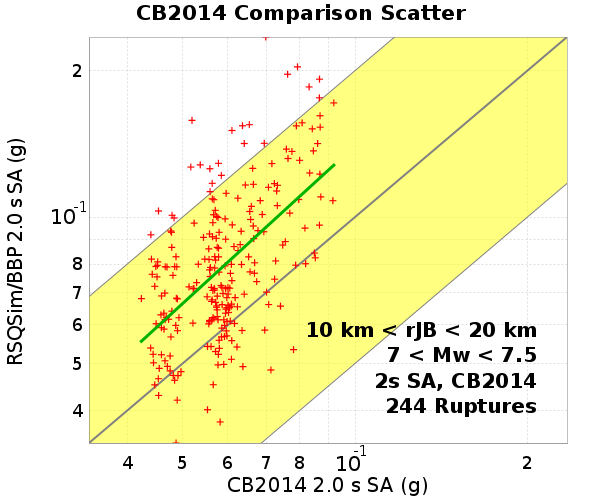 CB2014 Comparison Scatter
RSQSim/BBP 2.0 s SA (g)
2
10-1
8
7
6
5
4
10 km < rJB < 20 km
7 < Mw < 7.5
2s SA, CB2014
244 Ruptures
4 5 6 7 8 10-1 2
CB2014 2.0 s SA (g)